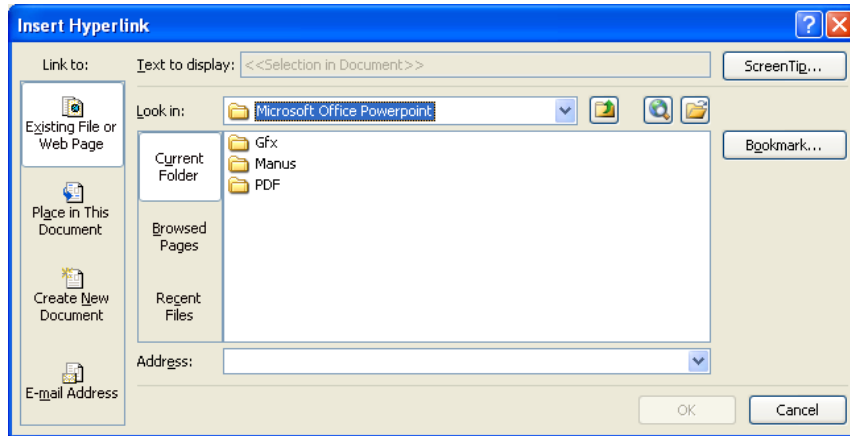 Insert Hyperlink
Link to:
Text to display: <<Selection in Document>>
ScreenTip...
Existing File or
Web Page
Look in: Microsoft Office Powerpoint
Bookmark...
Current
Folder
Gfx
Manus
PDF
Place in This
Document
Browsed
Pages
Create New
Document
Recent
Files
Address:
E-mail Address
OK
Cancel